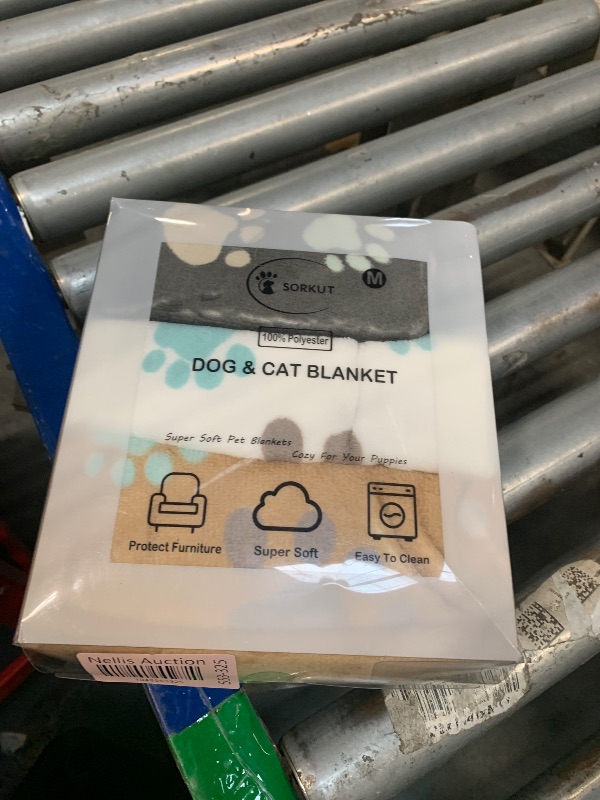 SORKUT
M
100% Polyester
DOG & CAT BLANKET
Super Soft Pet Blankets
Cozy For Your Puppies
Protect Furniture
Super Soft
Easy To Clean
Nellis Auction